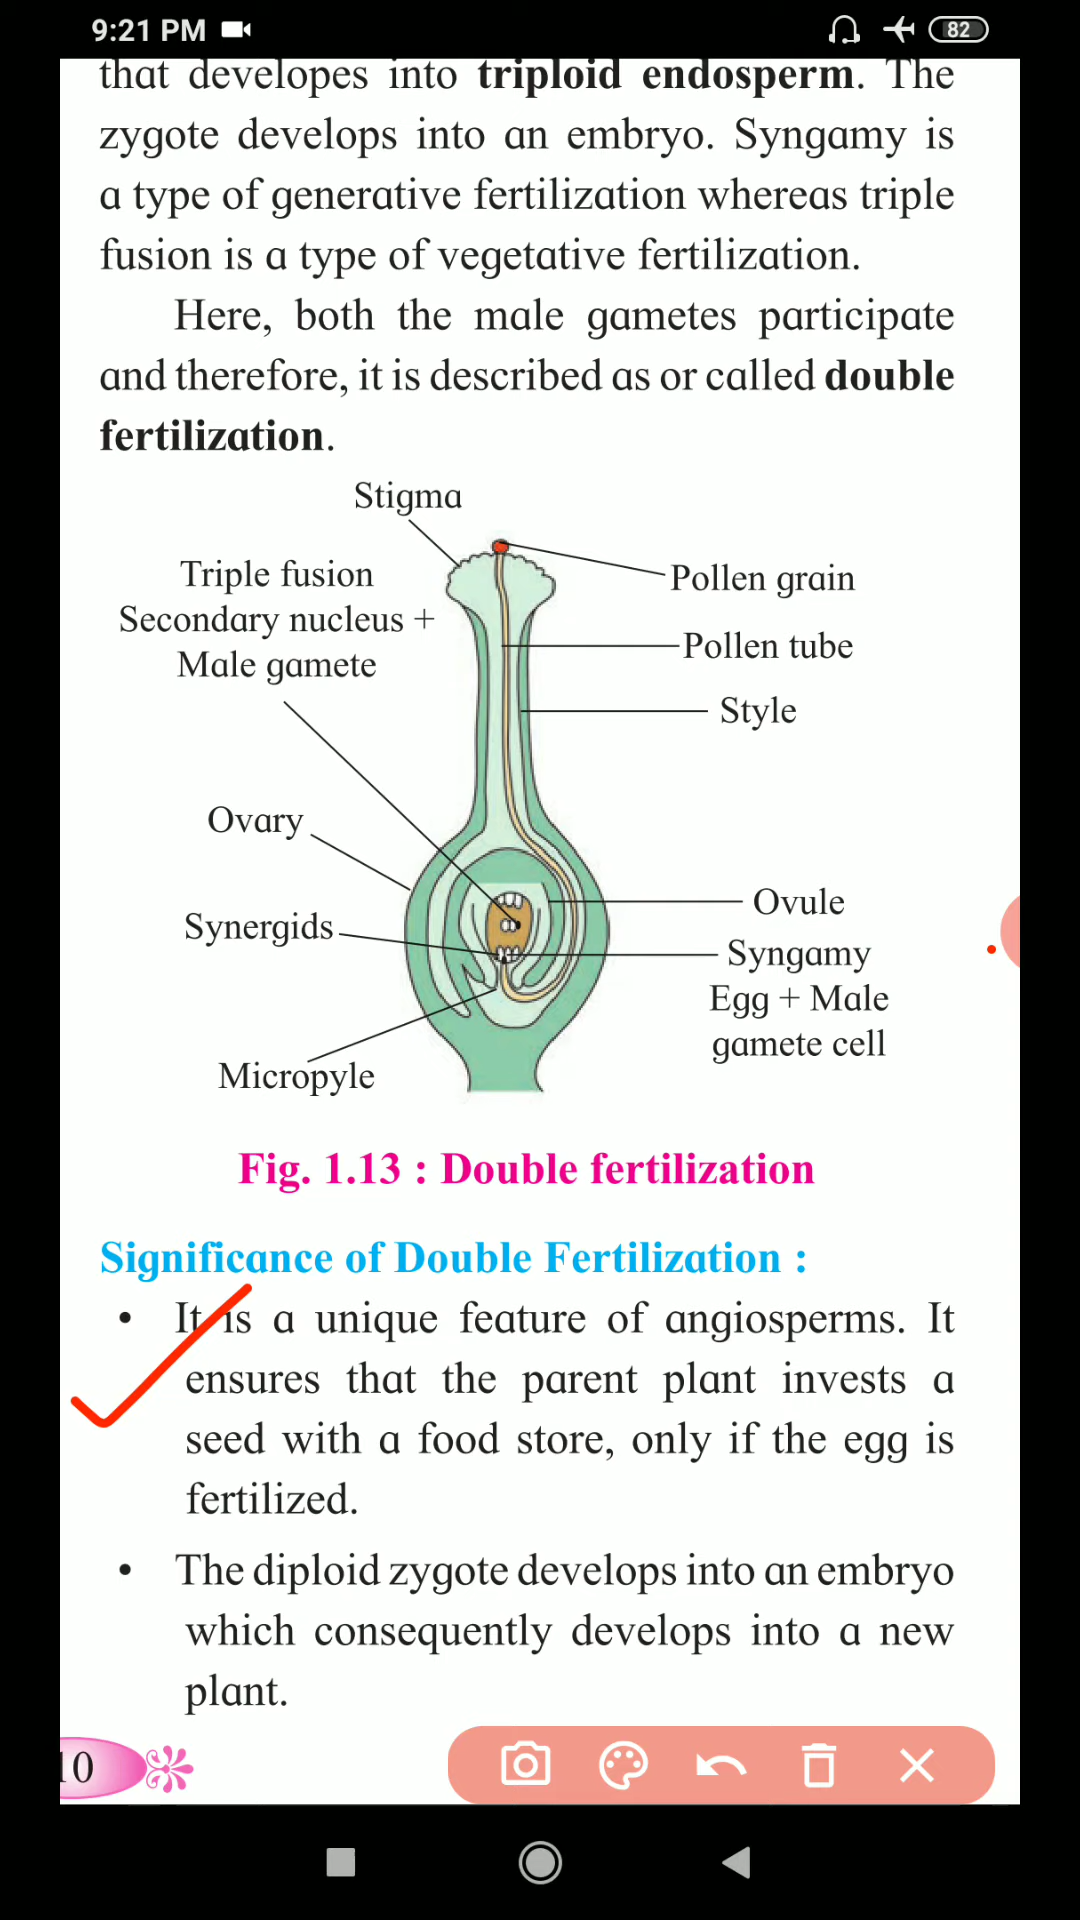 9:21 PM
82
that developes into triploid endosperm. The
zygote develops into an embryo. Syngamy is
a type of generative fertilization whereas triple
fusion is a type of vegetative fertilization.
Here, both the male gametes participate
and therefore, it is described as or called double
fertilization.
Stigma
Triple fusion
Secondary nucleus +
Male gamete
Pollen grain
Pollen tube
Style
Ovary
Synergids
Micropyle
Ovule
Syngamy
Egg + Male
gamete cell
Fig. 1.13 : Double fertilization
Significance of Double Fertilization :
• It is a unique feature of angiosperms. It
ensures that the parent plant invests a
seed with a food store, only if the egg is
fertilized.
• The diploid zygote develops into an embryo
which consequently develops into a new
plant.
10